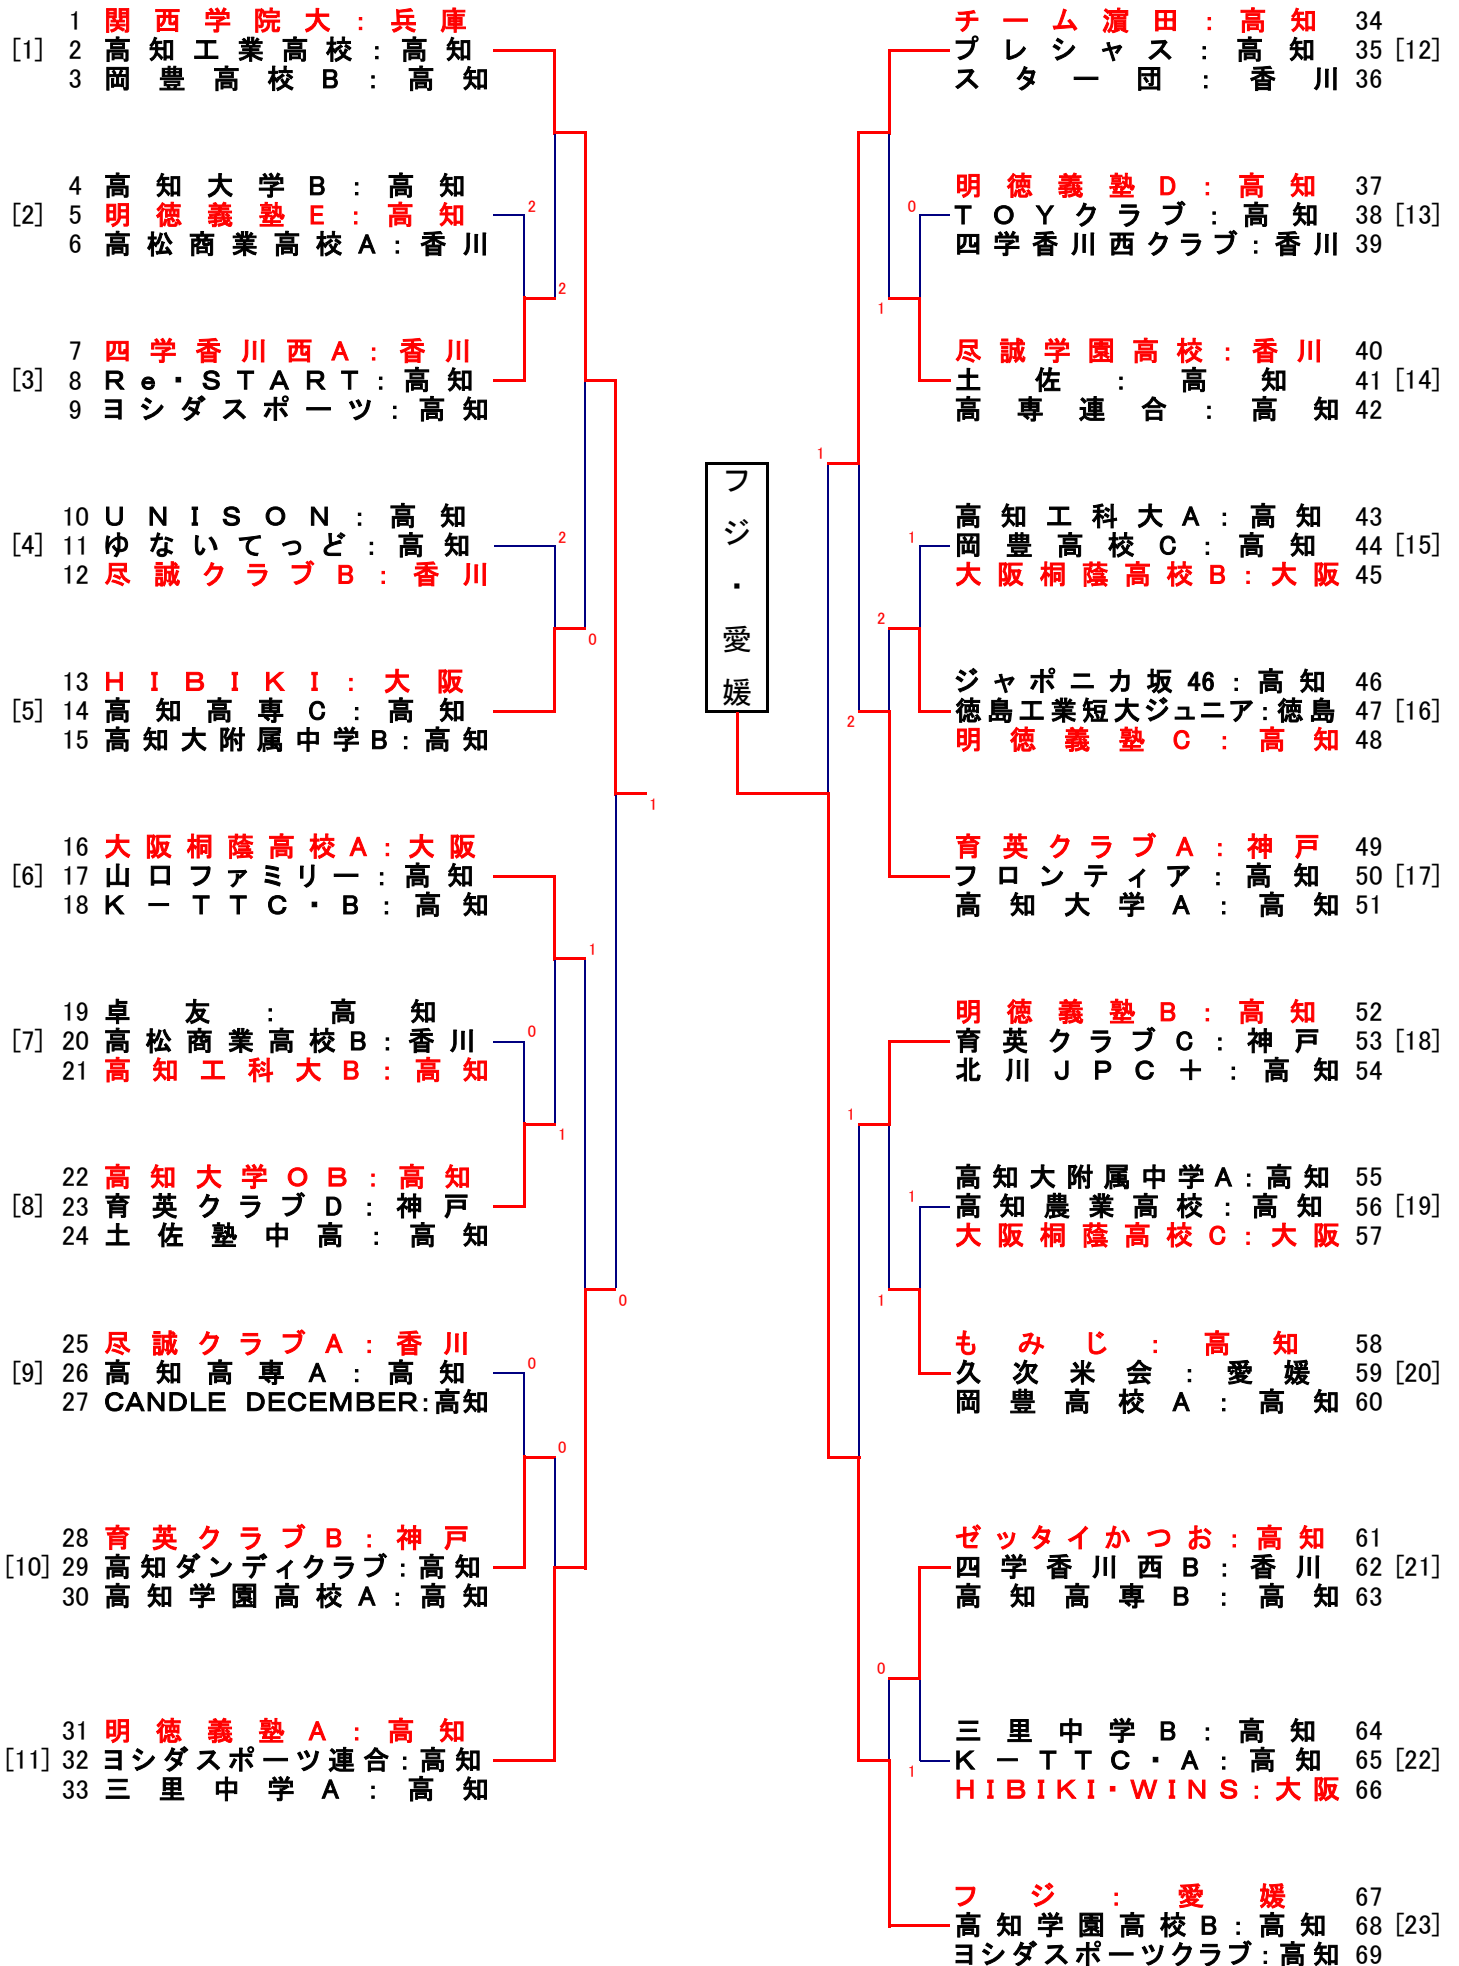 1 関西学院大：兵庫
[1] 2 高知工業高校：高知
3 岡豊高校B：高知
4 高知大学B：高知
2
[2] 5 明徳義塾E：高知
6 高松商業高校A：香川
2
7 四学香川西A：香川
[3] 8 Re・START：高知
9 ヨシダスポーツ：高知
10 UNISON：高知
2
[4] 11 ゆないてっど：高知
12 尽誠クラブB：香川
0
13 HIBIKI：大阪
[5] 14 高知高専C：高知
15 高知大附属中学B：高知
1
16 大阪桐蔭高校A：大阪
[6] 17 山口ファミリー：高知
18 K－TTC・B：高知
1
19 卓友：高知
0
[7] 20 高松商業高校B：香川
21 高知工科大B：高知
1
22 高知大学OB：高知
[8] 23 育英クラブD：神戸
24 土佐塾中高：高知
0
25 尽誠クラブA：香川
0
[9] 26 高知高専A：高知
27 CANDLE DECEMBER：高知
0
28 育英クラブB：神戸
[10] 29 高知ダンディクラブ：高知
30 高知学園高校A：高知
31 明徳義塾A：高知
[11] 32 ヨシダスポーツ連合：高知
33 三里中学A：高知
フジ・愛媛
チーム濵田：高知 34
プレシャス：高知 35 [12]
スター団：香川 36
明徳義塾D：高知 37
0
TOYクラブ：高知 38 [13]
四学香川西クラブ：香川 39
1
尽誠学園高校：香川 40
土佐：高知 41 [14]
高専連合：高知 42
1
高知工科大A：高知 43
1
岡豊高校C：高知 44 [15]
大阪桐蔭高校B：大阪 45
2
ジャポニカ坂46：高知 46
徳島工業短大ジュニア：徳島 47 [16]
2
明徳義塾C：高知 48
育英クラブA：神戸 49
フロンティア：高知 50 [17]
高知大学A：高知 51
明徳義塾B：高知 52
育英クラブC：神戸 53 [18]
北川JPC＋：高知 54
1
高知大附属中学A：高知 55
1
高知農業高校：高知 56 [19]
大阪桐蔭高校C：大阪 57
1
もみじ：高知 58
久次米会：愛媛 59 [20]
岡豊高校A：高知 60
ゼッタイかつお：高知 61
四学香川西B：香川 62 [21]
高知高専B：高知 63
0
三里中学B：高知 64
K－TTC・A：高知 65 [22]
1
HIBIKI・WINS：大阪 66
フジ：愛媛 67
高知学園高校B：高知 68 [23]
ヨシダスポーツクラブ：高知 69